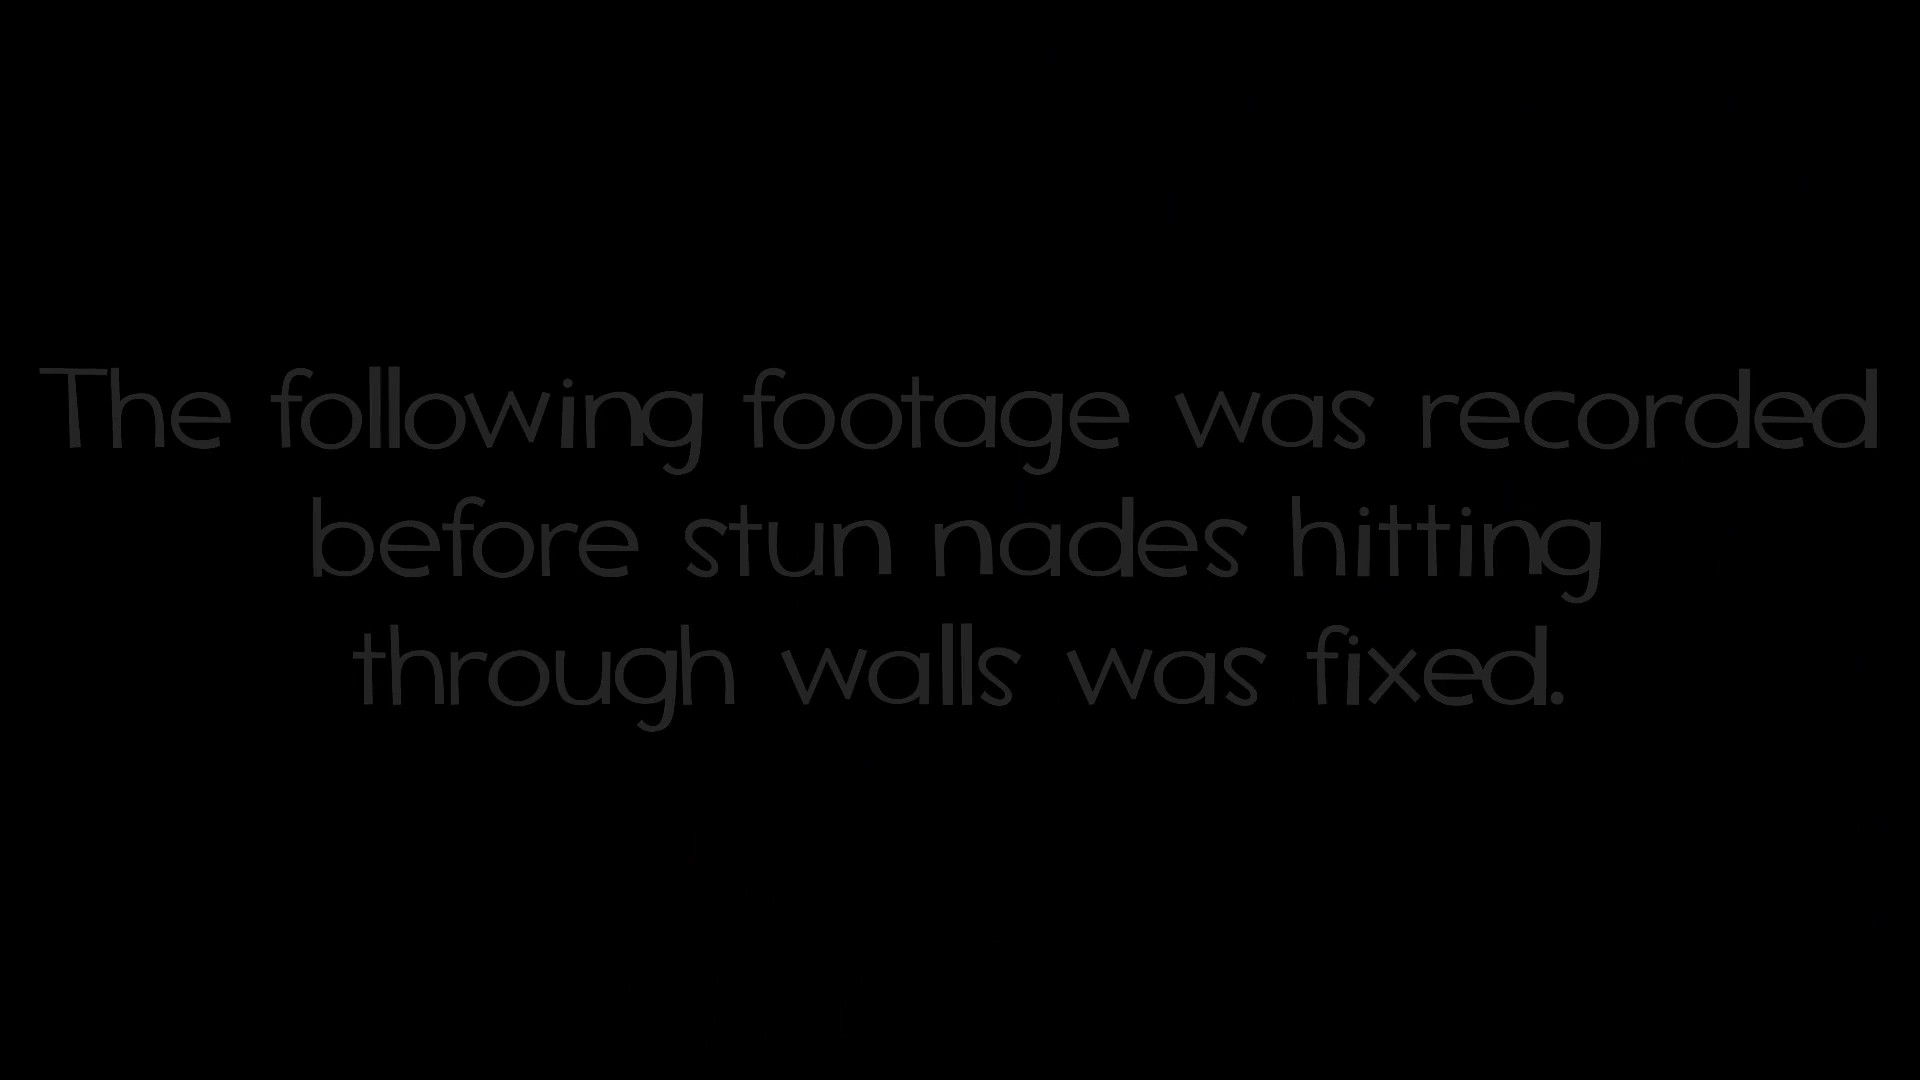 The following footage was recorded
before stun nades hitting
through walls was fixed.